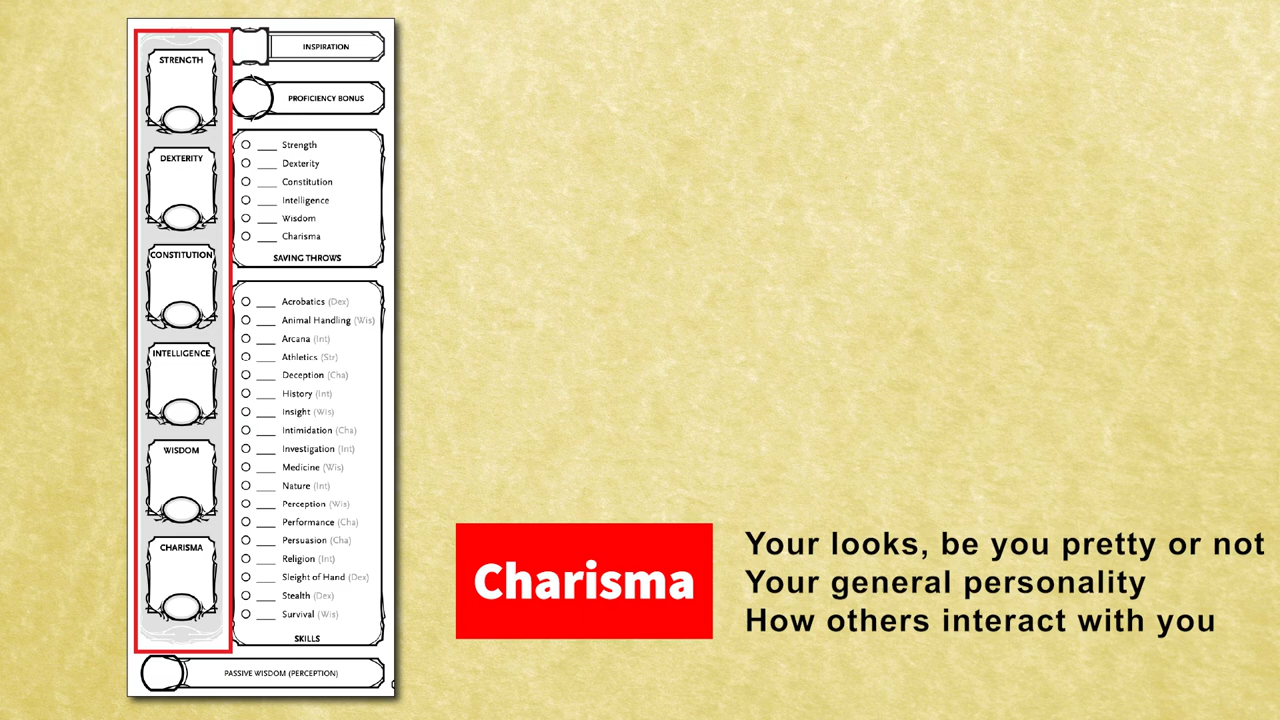 STRENGTH
DEXTERITY
CONSTITUTION
INTELLIGENCE
WISDOM
CHARISMA
INSPIRATION
PROFICIENCY BONUS
Strength
Dexterity
Constitution
Intelligence
Wisdom
Charisma
SAVING THROWS
Acrobatics (Dex)
Animal Handling (Wis)
Arcana (Int)
Athletics (Str)
Deception (Cha)
History (Int)
Insight (Wis)
Intimidation (Cha)
Investigation (Int)
Medicine (Wis)
Nature (Int)
Perception (Wis)
Performance (Cha)
Persuasion (Cha)
Religion (Int)
Sleight of Hand (Dex)
Stealth (Dex)
Survival (Wis)
SKILLS
PASSIVE WISDOM (PERCEPTION)
Charisma
Your looks, be you pretty or not
Your general personality
How others interact with you